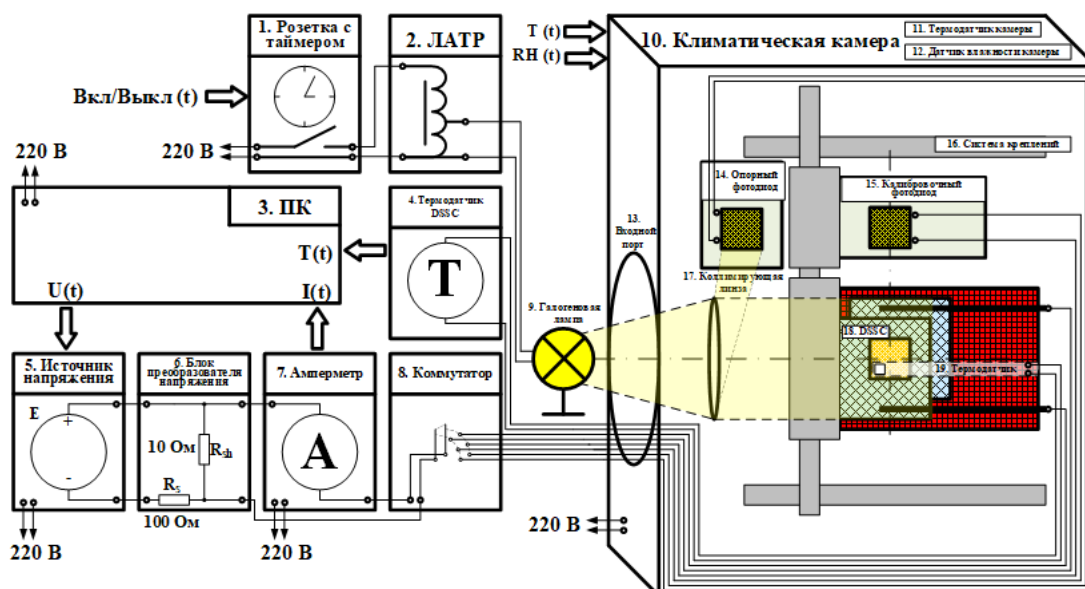 1. Розетка с
таймером
Вкл/Выкл (t)
220 В
2. ЛАТР
220 В
3. ПК
T(t)
U(t)
I(t)
4. Термодатчик
DSSC
T
5. Источник
напряжения
E
+
-
220 В
6. Блок
преобразователя
напряжения
10 Ом
Rsh
Rs
100 Ом
7. Амперметр
A
220 В
8. Коммутатор
9. Галогеновая
лампа
T (t)
RH (t)
10. Климатическая камера
11. Термодатчик камеры
12. Датчик влажности камеры
13.
Входной
порт
14. Опорный
фотодиод
15. Калибровочный
фотодиод
16. Система креплений
17. Коллимирующая
линза
18. DSSC
19. Термодатчик
220 В